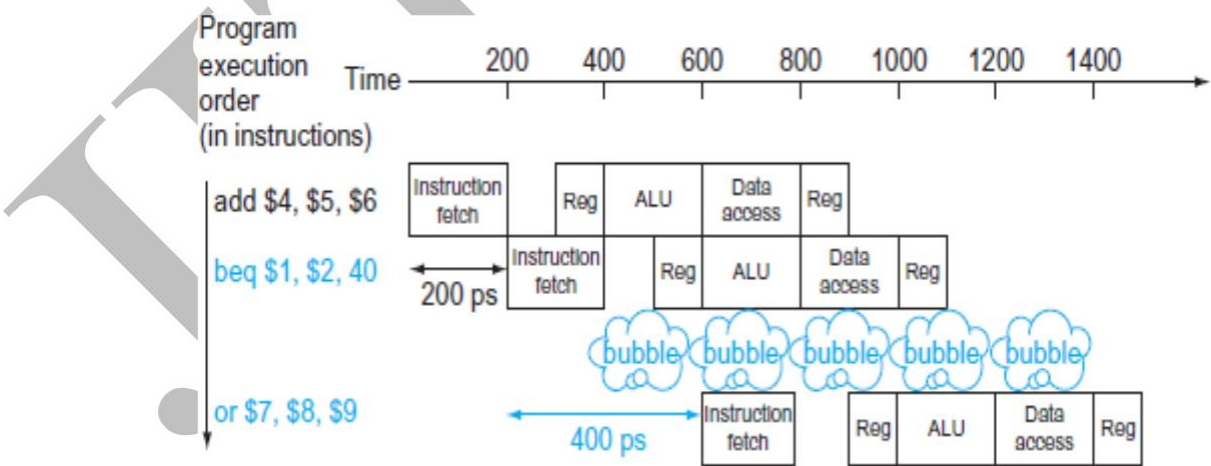 Program
execution
order
(in instructions)
Time
200 400 600 800 1000 1200 1400
add $4, $5, $6
Instruction
fetch
Reg
ALU
Data
access
Reg
beq $1, $2, 40
200 ps
Instruction
fetch
Reg
ALU
Data
access
Reg
bubble bubble bubble bubble bubble
or $7, $8, $9
400 ps
Instruction
fetch
Reg
ALU
Data
access
Reg